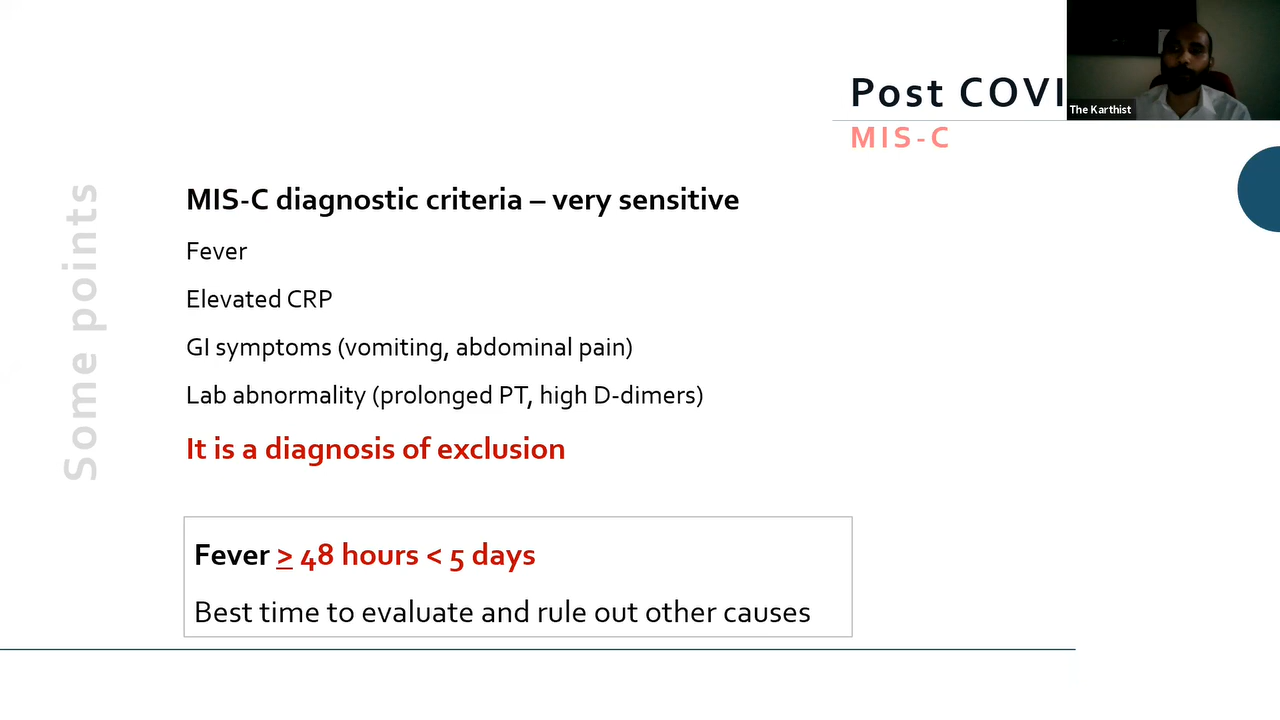 Post COVI
The Karthist
MIS-C
Some points
MIS-C diagnostic criteria – very sensitive
Fever
Elevated CRP
GI symptoms (vomiting, abdominal pain)
Lab abnormality (prolonged PT, high D-dimers)
It is a diagnosis of exclusion
Fever ≥ 48 hours < 5 days
Best time to evaluate and rule out other causes